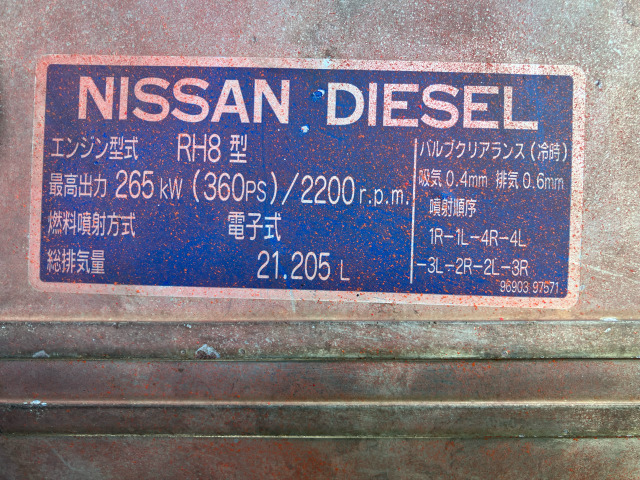 NISSAN DIESEL
エンジン型式 RH8 型
最高出力 265 kW (360PS)/2200 r.p.m.
燃料噴射方式 電子式
総排気量 21.205 L
バルブクリアランス(冷時)
吸気 0.4mm 排気 0.6mm
噴射順序
1R-1L-4R-4L
-3L-2R-2L-3R
96903 97571